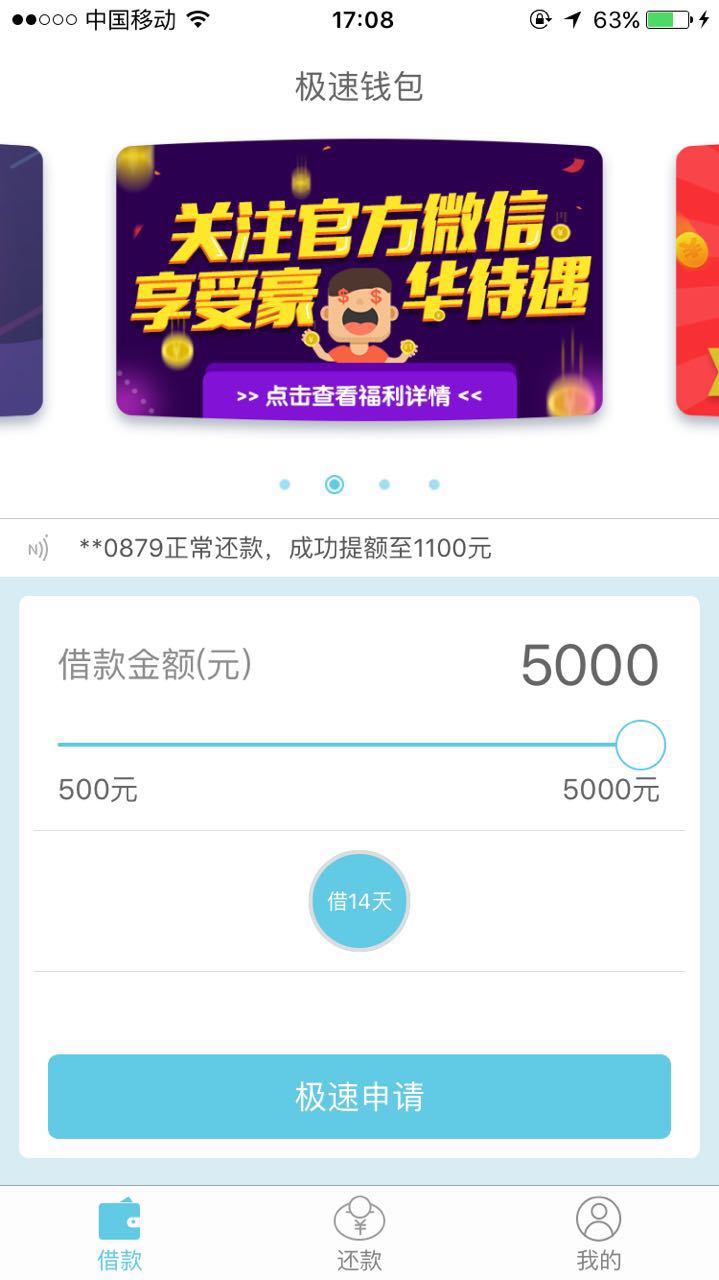 中国移动
17:08
63%
极速钱包
关注官方微信
享受豪华待遇
>> 点击查看福利详情 <<
**0879正常还款，成功提额至1100元
借款金额(元)
5000
500元
5000元
借14天
极速申请
借款
还款
我的